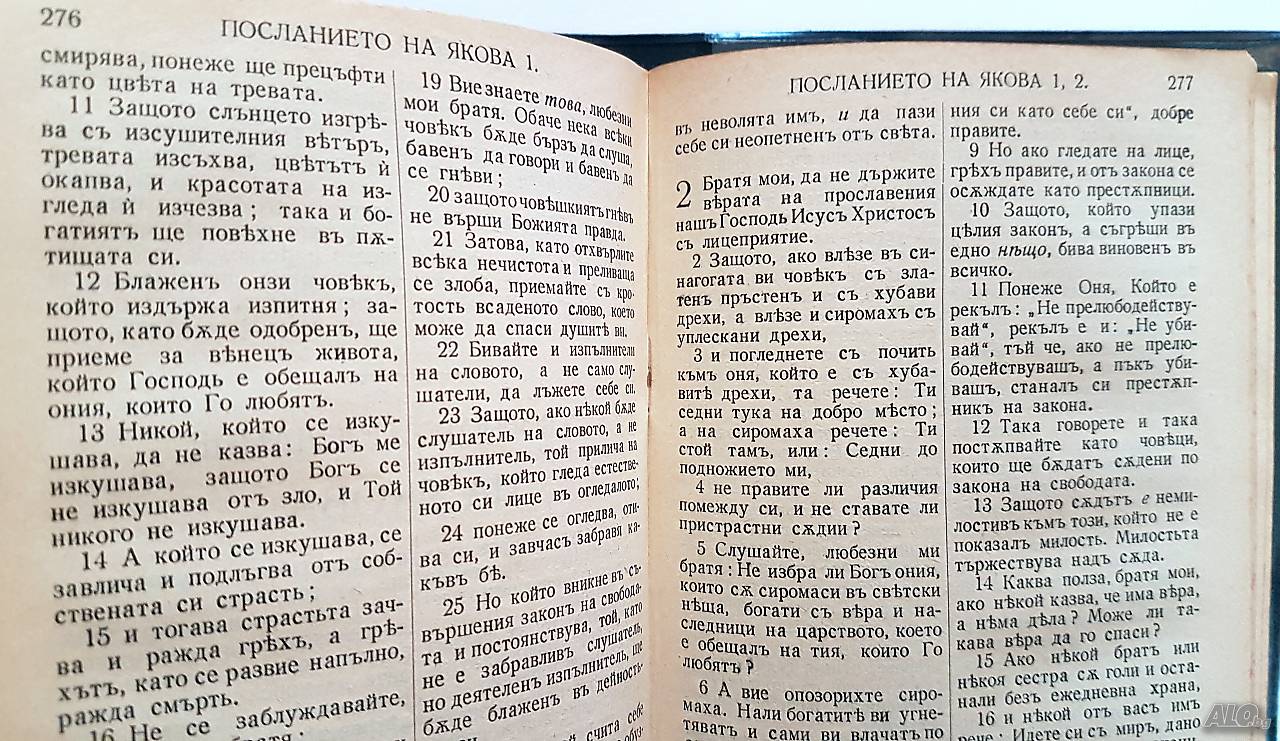 276
ПОСЛАНИЕТО НА ЯКОВА 1.
смирява, понеже ще прецъфти
като цвѣта на тревата.
11 Защото слънцето изгрѣ-
ва съ изсушителния вѣтъръ,
тревата изсъхва, цвѣтътъ ѝ
окапва, и красотата на из-
гледа ѝ изчезва; така и бо-
гатиятъ ще повѣхне въ пѫ-
тищата си.
12 Блаженъ онзи човѣкъ,
който издържа изпитня; за-
щото, като бѫде одобренъ, ще
приеме за вѣнецъ живота,
който Господь е обещалъ на
ония, които Го любятъ.
13 Никой, който се изку-
шава, да не казва: Богъ ме
изкушава, защото Богъ се
не изкушава отъ зло, и Той
никого не изкушава.
14 А който се изкушава, се
завлича и подлъгва отъ соб-
ствената си страсть;
15 и тогава страстьта зач-
ва и ражда грѣхъ, а грѣ-
хътъ, като се развие напълно,
ражда смърть.
16 Не се заблуждавайте,
19 Вие знаете това, любезни
мои братя. Обаче нека всѣки
човѣкъ бѫде бързъ да слуша,
бавенъ да говори и бавенъ да
се гнѣви;
20 защото човѣшкиятъ гнѣвъ
не върши Божията правда.
21 Затова, като отхвърлите
всѣка нечистота и преливаща
се злоба, приемайте съ кро-
тость всаденото слово, което
може да спаси душитѣ ви.
22 Бивайте и изпълнители
на словото, а не само слу-
шатели, да лъжете себе си.
23 Защото, ако нѣкой бѫде
слушатель на словото, а не
изпълнитель, той прилича на
човѣкъ, който гледа естестве-
ното си лице въ огледалото;
24 понеже се огледва, оти-
ва си, и завчасъ забравя ка-
къвъ бѣ.
25 Но който вникне въ съ-
вършения законъ на свобода-
та и постоянствува, той, като
не е забравливъ слушатель,
но деятеленъ изпълнитель, ще
бѫде блаженъ въ дейность-
счита себе
ПОСЛАНИЕТО НА ЯКОВА 1, 2.
277
въ неволята имъ, и да пази
себе си неопетненъ отъ свѣта.
2 Братя мои, да не държите
вѣрата на прославения
нашъ Господь Исусъ Христосъ
съ лицеприятие.
2 Защото, ако влѣзе въ си-
нагогата ви човѣкъ съ зла-
тенъ пръстенъ и съ хубави
дрехи, а влѣзе и сиромахъ съ
уплескани дрехи,
3 и погледнете съ почить
къмъ оня, който е съ хуба-
витѣ дрехи, та речете: Ти
седни тука на добро мѣсто;
а на сиромаха речете: Ти
стой тамъ, или: Седни до
подножието ми,
4 не правите ли различия
помежду си, и не ставате ли
пристрастни сѫдии?
5 Слушайте, любезни ми
братя: Не избра ли Богъ ония,
които сѫ сиромаси въ свѣтски
нѣща, богати съ вѣра и на-
следници на царството, което
е обещалъ на тия, които Го
любятъ?
6 А вие опозорихте сиро-
маха. Нали богатитѣ ви угне-
тяватъ и сами ви влачатъ по
ния си като себе си“, добре
правите.
9 Но ако гледате на лице,
грѣхъ правите, и отъ закона се
осѫждате като престѫпници.
10 Защото, който упази
цѣлия законъ, а съгрѣши въ
едно нѣщо, бива виновенъ въ
всичко.
11 Понеже Оня, Който е
рекълъ: „Не прелюбодейству-
вай“, рекълъ е и: „Не уби-
вай“, тъй че, ако не прелю-
бодействувашъ, а пъкъ уби-
вашъ, станалъ си престѫп-
никъ на закона.
12 Така говорете и така
постѫпвайте като човѣци,
които ще бѫдатъ сѫдени по
закона на свободата.
13 Защото сѫдътъ е неми-
лостивъ къмъ този, който не е
показалъ милость. Милостьта
тържествува надъ сѫда.
14 Каква полза, братя мои,
ако нѣкой казва, че има вѣра,
а нѣма дѣла? Може ли та-
кава вѣра да го спаси?
15 Ако нѣкой братъ или
нѣкоя сестра сѫ голи и оста-
нали безъ ежедневна храна,
16 и нѣкой отъ васъ имъ
рече: Идете си съ миръ, дано
ALO.bg